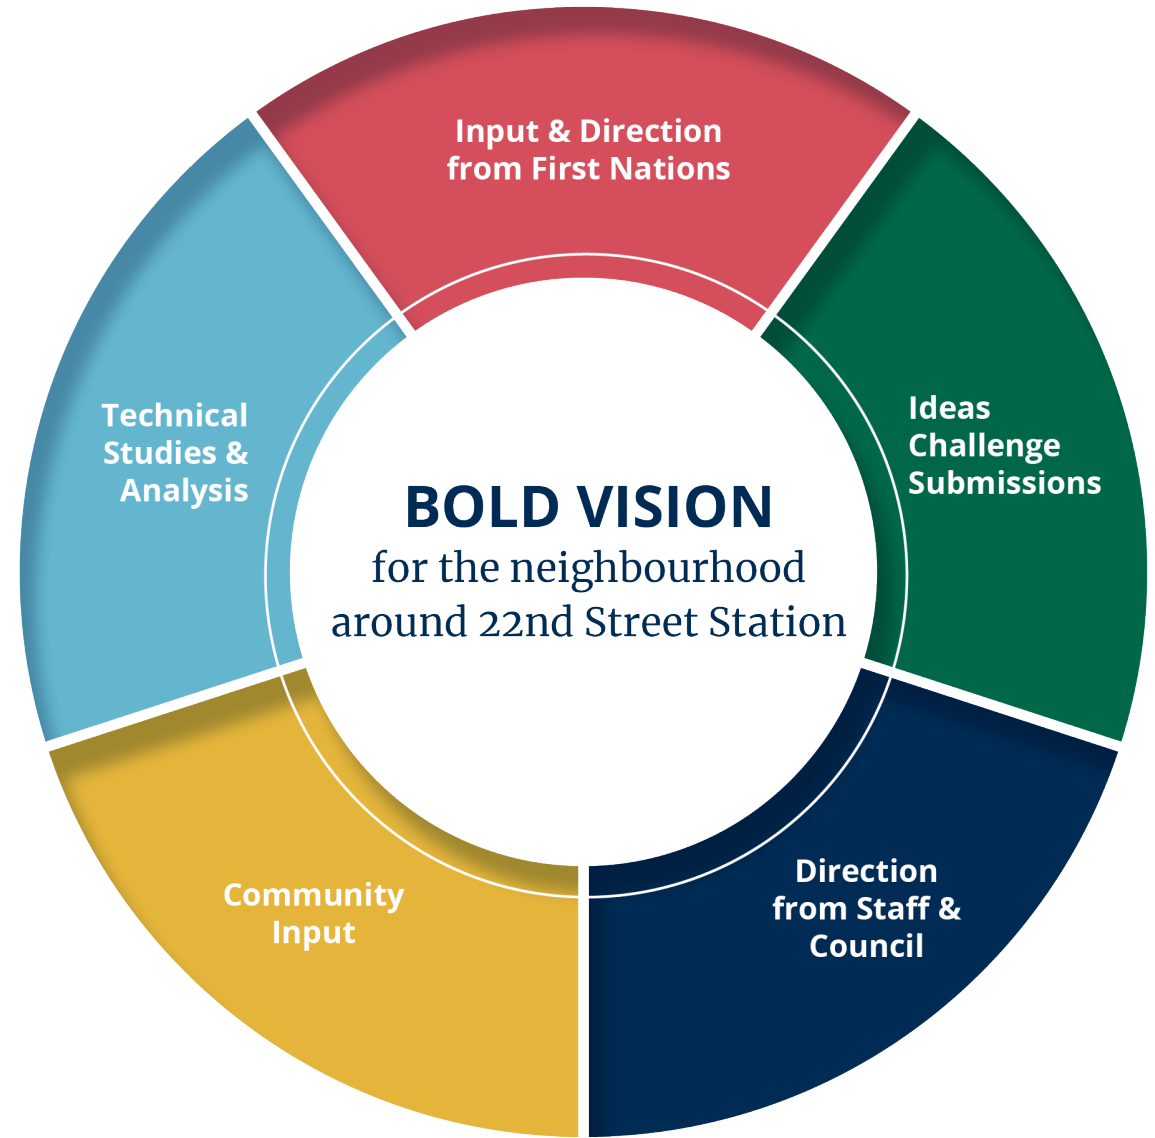 Input & Direction
from First Nations
Ideas
Challenge
Submissions
Technical
Studies &
Analysis
BOLD VISION
for the neighbourhood
around 22nd Street Station
Direction
from Staff &
Council
Community
Input